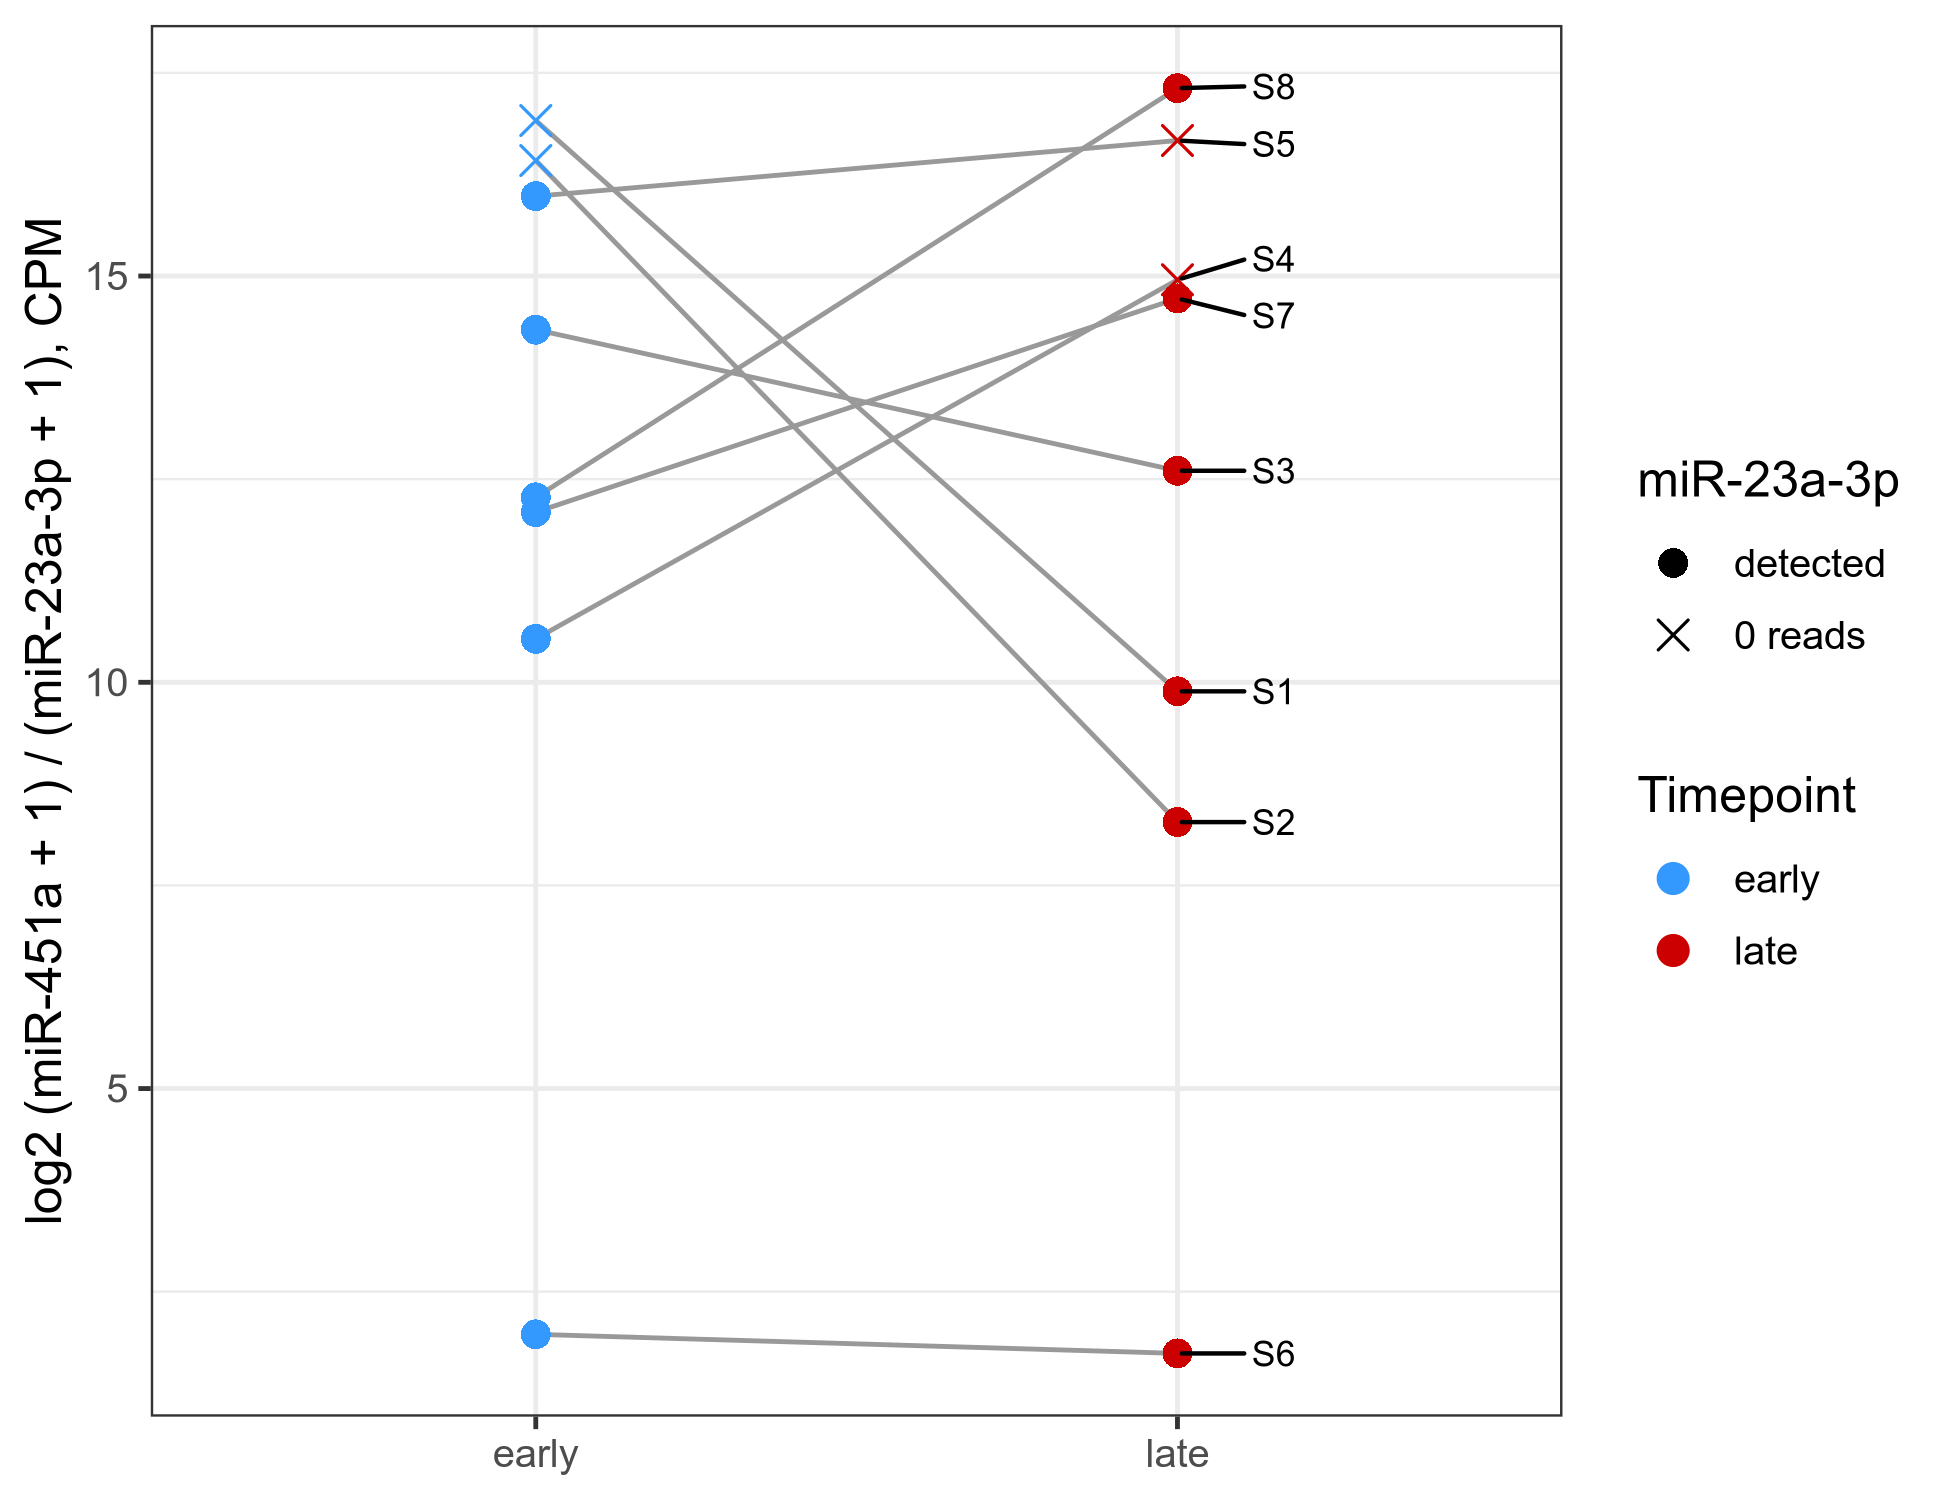 log2 (miR-451a + 1) / (miR-23a-3p + 1), CPM
15
10
5
early
late
S8
S5
S4
S7
S3
S1
S2
S6
miR-23a-3p
detected
0 reads
Timepoint
early
late